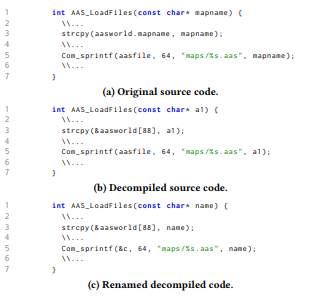 1 int AAS_LoadFiles(const char* mapname) {
2 \\...
3 strcpy(aasworld.mapname, mapname);
4 \\...
5 Com_sprintf(aasfile, 64, "maps/%s.aas", mapname);
6 \\...
7 }
(a) Original source code.
1 int AAS_LoadFiles(const char* a1) {
2 \\...
3 strcpy(&aasworld[88], a1);
4 \\...
5 Com_sprintf(aasfile, 64, "maps/%s.aas", a1);
6 \\...
7 }
(b) Decompiled source code.
1 int AAS_LoadFiles(const char* name) {
2 \\...
3 strcpy(&aasworld[88], name);
4 \\...
5 Com_sprintf(&c, 64, "maps/%s.aas", name);
6 \\...
7 }
(c) Renamed decompiled code.